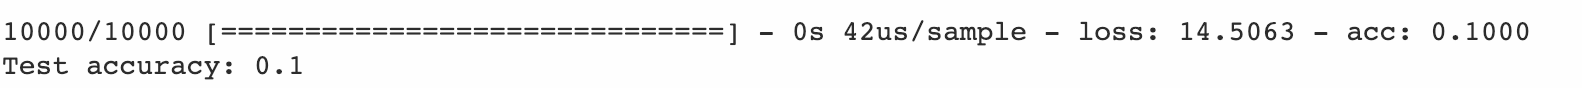 10000/10000 [==============================] - 0s 42us/sample - loss: 14.5063 - acc: 0.1000
Test accuracy: 0.1